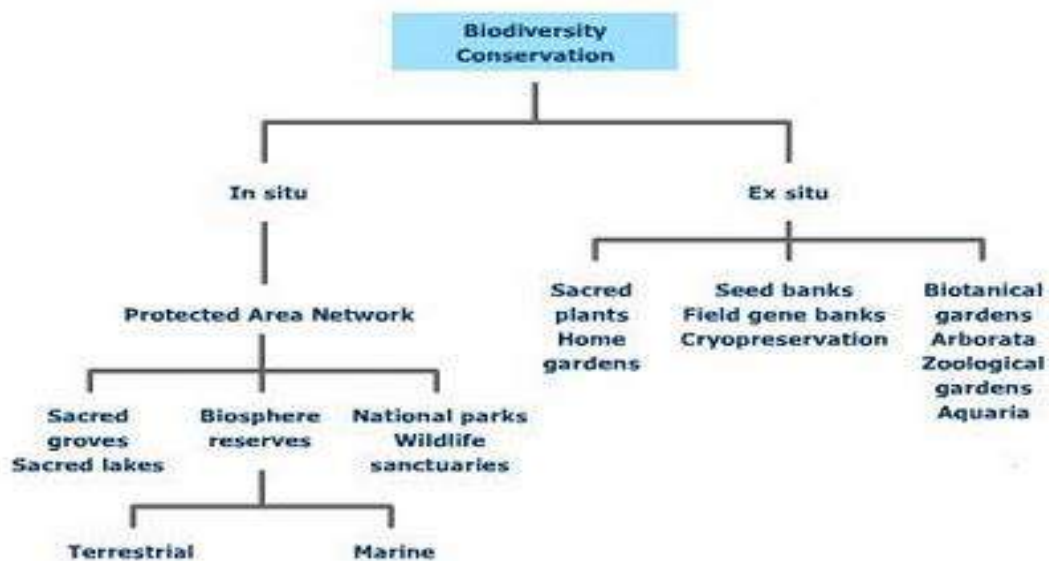 Biodiversity
Conservation
In situ
Ex situ
Protected Area Network
Sacred
plants
Home
gardens
Seed banks
Field gene banks
Cryopreservation
Biotanical
gardens
Arborata
Zoological
gardens
Aquaria
Sacred
groves
Sacred lakes
Biosphere
reserves
National parks
Wildlife
sanctuaries
Terrestrial
Marine